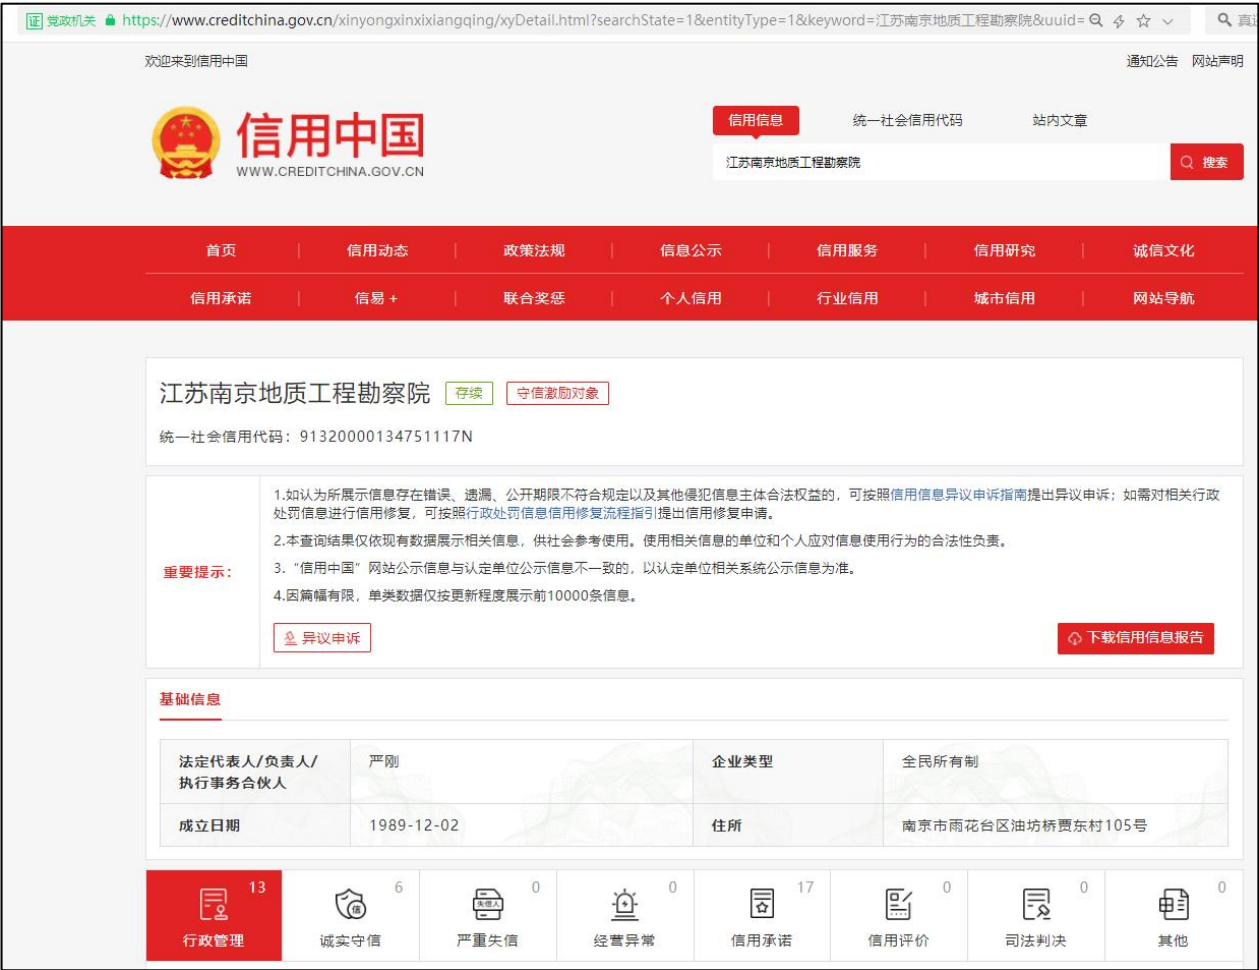 证 党政机关 https://www.creditchina.gov.cn/xinyongxinxixiangqing/xyDetail.html?searchState=1&entityType=1&keyword=江苏南京地质工程勘察院&uuid=
欢迎来到信用中国 通知公告 网站声明
信用中国
WWW.CREDITCHINA.GOV.CN
信用信息 统一社会信用代码 站内文章
江苏南京地质工程勘察院 搜索
首页 信用动态 政策法规 信息公示 信用服务 信用研究 诚信文化
信用承诺 信易+ 联合奖惩 个人信用 行业信用 城市信用 网站导航
江苏南京地质工程勘察院 存续 守信激励对象
统一社会信用代码：91320000134751117N
1.如认为所展示信息存在错误、遗漏、公开期限不符合规定以及其他侵犯信息主体合法权益的，可按照信用信息异议申诉指南提出异议申诉；如需对相关行政
处罚信息进行信用修复，可按照行政处罚信息信用修复流程指引提出信用修复申请。
2.本查询结果仅依现有数据展示相关信息，供社会参考使用。使用相关信息的单位和个人应对信息使用行为的合法性负责。
重要提示：
3.“信用中国”网站公示信息与认定单位公示信息不一致的，以认定单位相关系统公示信息为准。
4.因篇幅有限，单类数据仅按更新程度展示前10000条信息。
异议申诉 下载信用信息报告
基础信息
法定代表人/负责人/ 严刚 企业类型 全民所有制
执行事务合伙人
成立日期 1989-12-02 住所 南京市雨花台区油坊桥贾东村105号
13 6 0 0 17 0 0 0
行政管理 诚实守信 严重失信 经营异常 信用承诺 信用评价 司法判决 其他